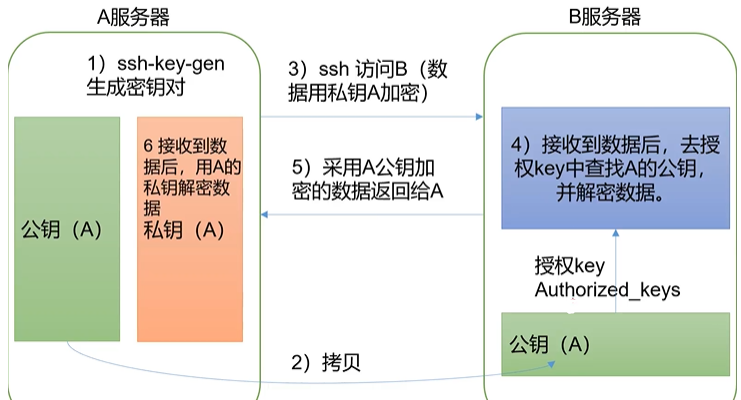 A服务器
B服务器
1）ssh-key-gen
生成密钥对
3）ssh 访问B（数
据用私钥A加密）
6 接收到数
据后，用A的
私钥解密数
据
私钥（A）
公钥（A）
5）采用A公钥加
密的数据返回给A
4）接收到数据后，去授
权key中查找A的公钥，
并解密数据。
授权key
Authorized_keys
公钥（A）
2）拷贝